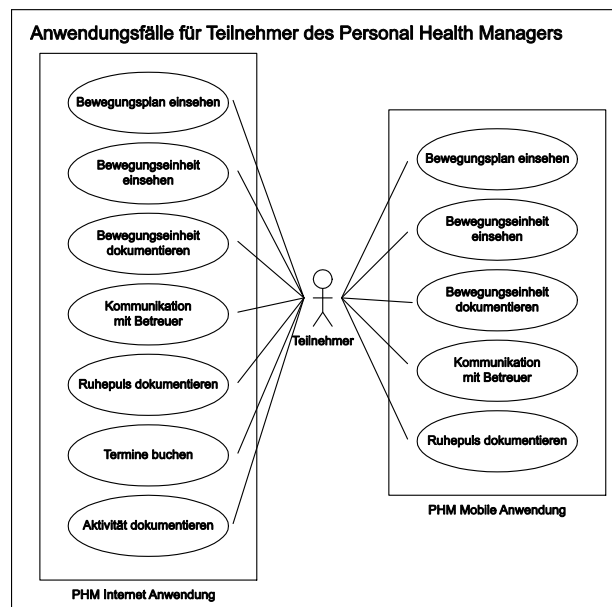 Anwendungsfälle für Teilnehmer des Personal Health Managers
Bewegungsplan einsehen
Bewegungseinheit
einsehen
Bewegungseinheit
dokumentieren
Kommunikation
mit Betreuer
Ruhepuls dokumentieren
Termine buchen
Aktivität dokumentieren
PHM Internet Anwendung
Teilnehmer
Bewegungsplan einsehen
Bewegungseinheit
einsehen
Bewegungseinheit
dokumentieren
Kommunikation
mit Betreuer
Ruhepuls dokumentieren
PHM Mobile Anwendung